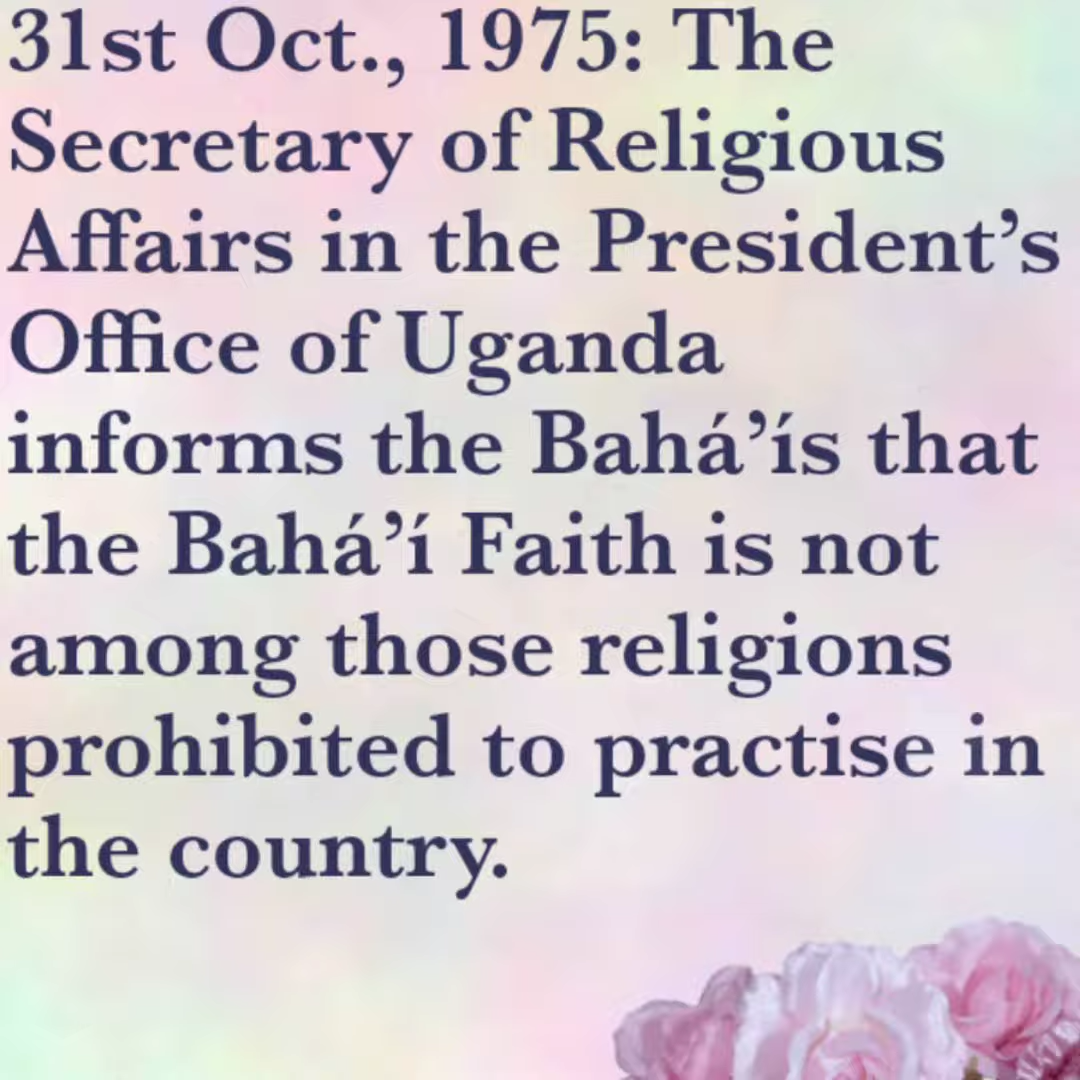 31st Oct., 1975: The
Secretary of Religious
Affairs in the President’s
Office of Uganda
informs the Bahá’ís that
the Bahá’í Faith is not
among those religions
prohibited to practise in
the country.